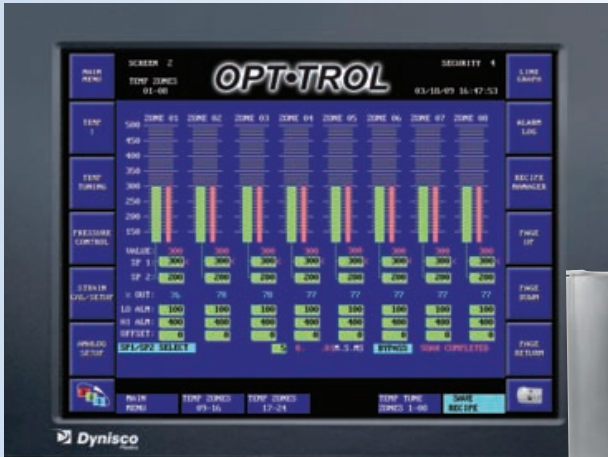 SCREEN 2
TEMP ZONES
01-08
OPTOTROL
SECURITY 4
03/18/09 16:47:53
MAIN
MENU
TEMP
1
TEMP
TUNING
PRESSURE
CONTROL
STRAIN
CAL/SETUP
ANALOG
SETUP
LINE
GRAPH
ALARM
LOG
RECIPE
MANAGER
PAGE
UP
PAGE
DOWN
PAGE
RETURN
ZONE 01 ZONE 02 ZONE 03 ZONE 04 ZONE 05 ZONE 06 ZONE 07 ZONE 08
500
450
400
350
300
250
200
150
VALUE: 300 300 300 300 300 300 300 300
SP 1: 300 300 300 300 300 300 300 300
SP 2: 200 200 200 200 200 200 200 200
% OUT: 76 78 78 77 77 77 77 77
LO ALM: 100 100 100 100 100 100 100 100
HI ALM: 400 400 400 400 400 400 400 400
OFFSET: 0 0 0 0 0 0 0 0
SP1/SP2 SELECT
BYPASS SOAK COMPLETED
MAIN
MENU
TEMP ZONES
09-16
TEMP ZONES
17-24
TEMP TUNE
ZONES 1-08
SAVE
RECIPE
Dynisco